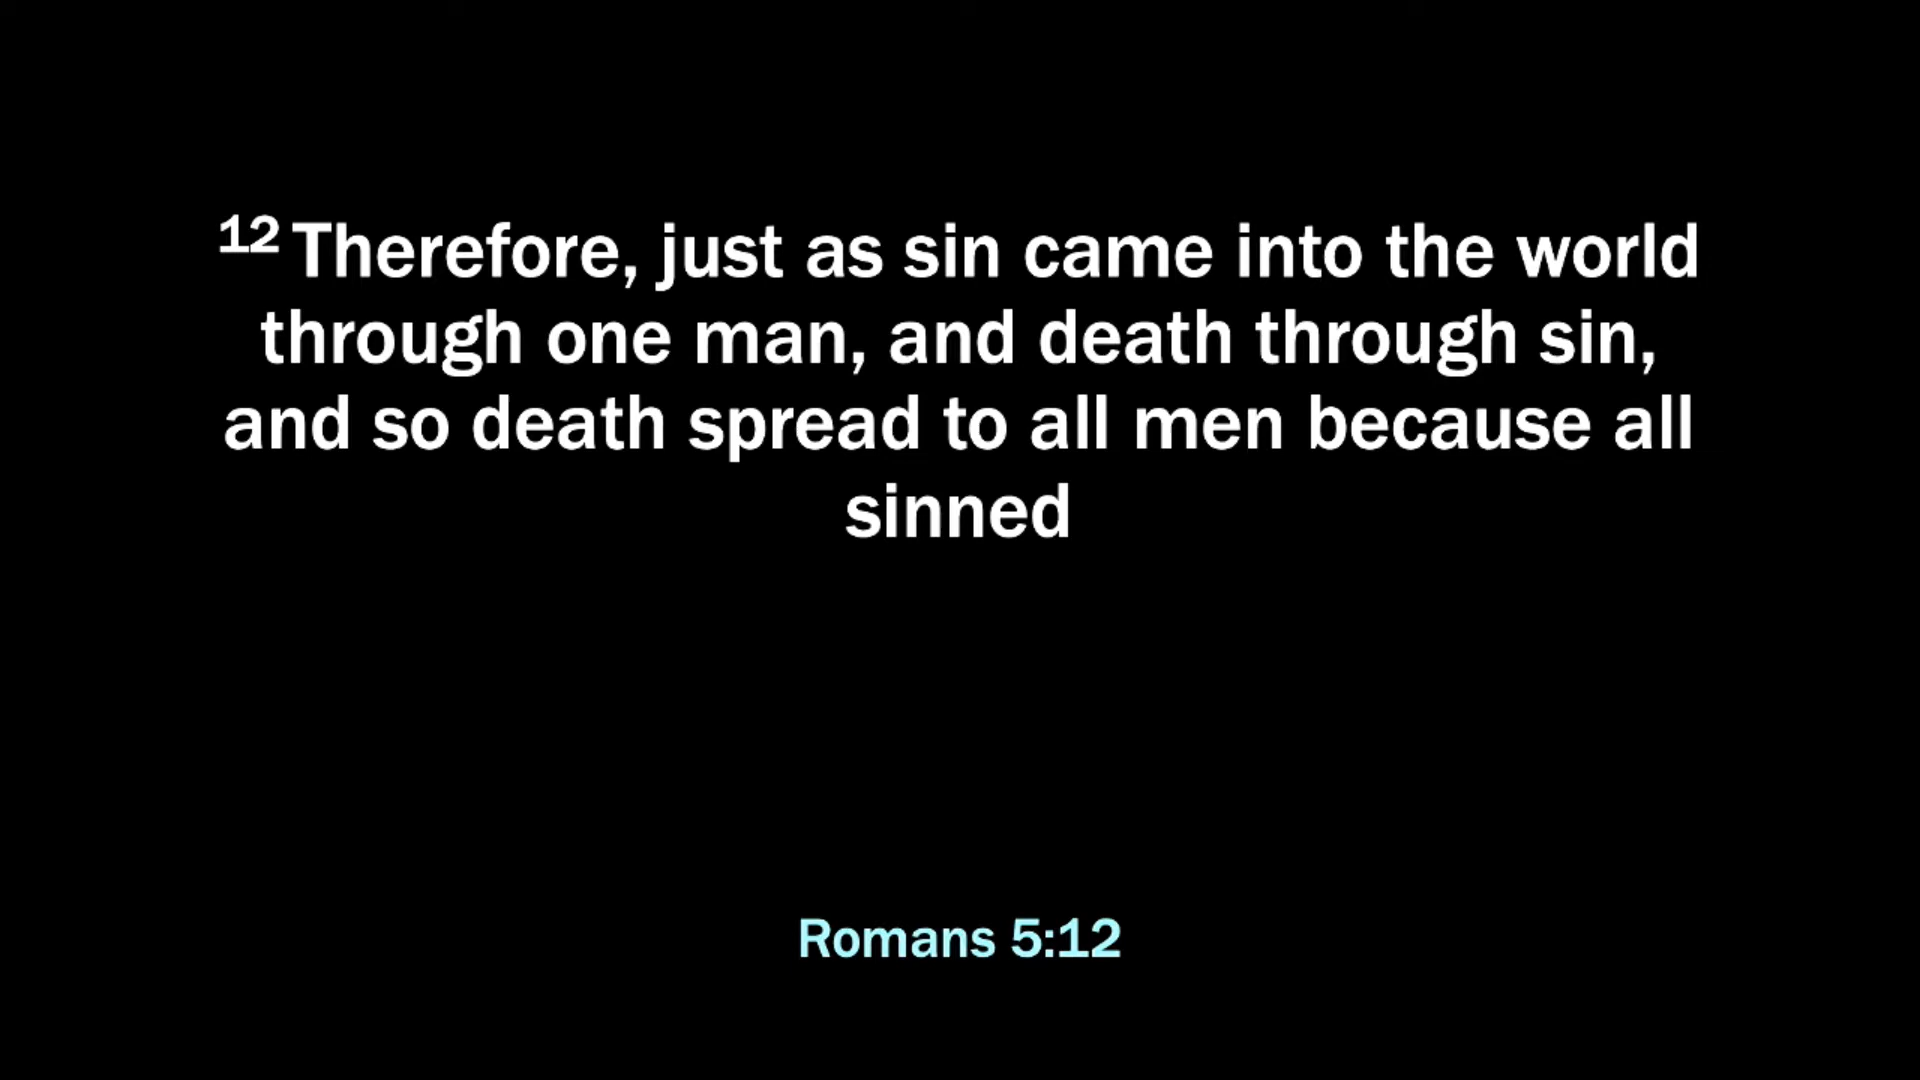 12 Therefore, just as sin came into the world
through one man, and death through sin,
and so death spread to all men because all
sinned
Romans 5:12